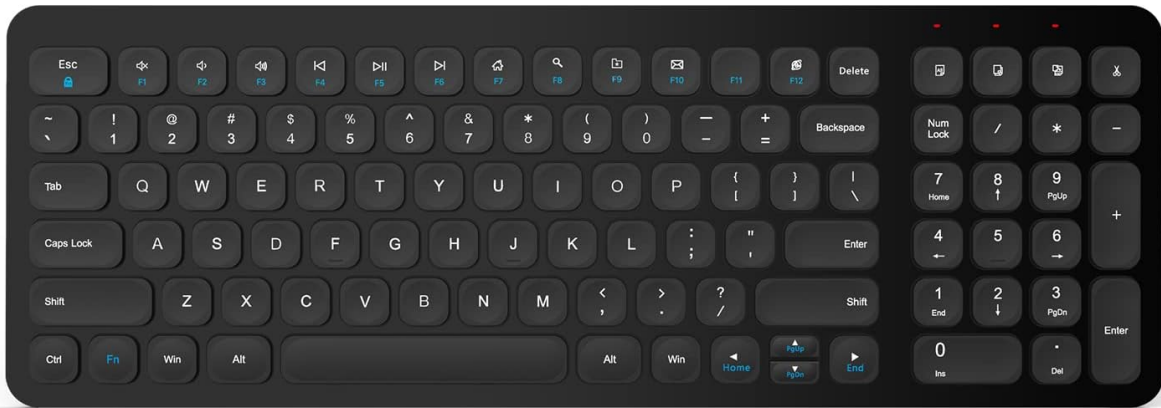 Esc
F1 F2 F3 F4 F5 F6 F7 F8 F9 F10 F11 F12 Delete
~ ! @ # $ % ^ & * ( ) — +
` 1 2 3 4 5 6 7 8 9 0 – = Backspace Num Lock / * −
Tab Q W E R T Y U I O P { } |
[ ] \
7 8 9
Home ↑ PgUp
+
Caps Lock A S D F G H J K L : "
; ' Enter
4 5 6
← →
Shift Z X C V B N M < > ?
, . / Shift
1 2 3
End ↓ PgDn
Enter
Ctrl Fn Win Alt Alt Win ◀ ▲ ▶
Home PgUp End
▼
PgDn
0 .
Ins Del